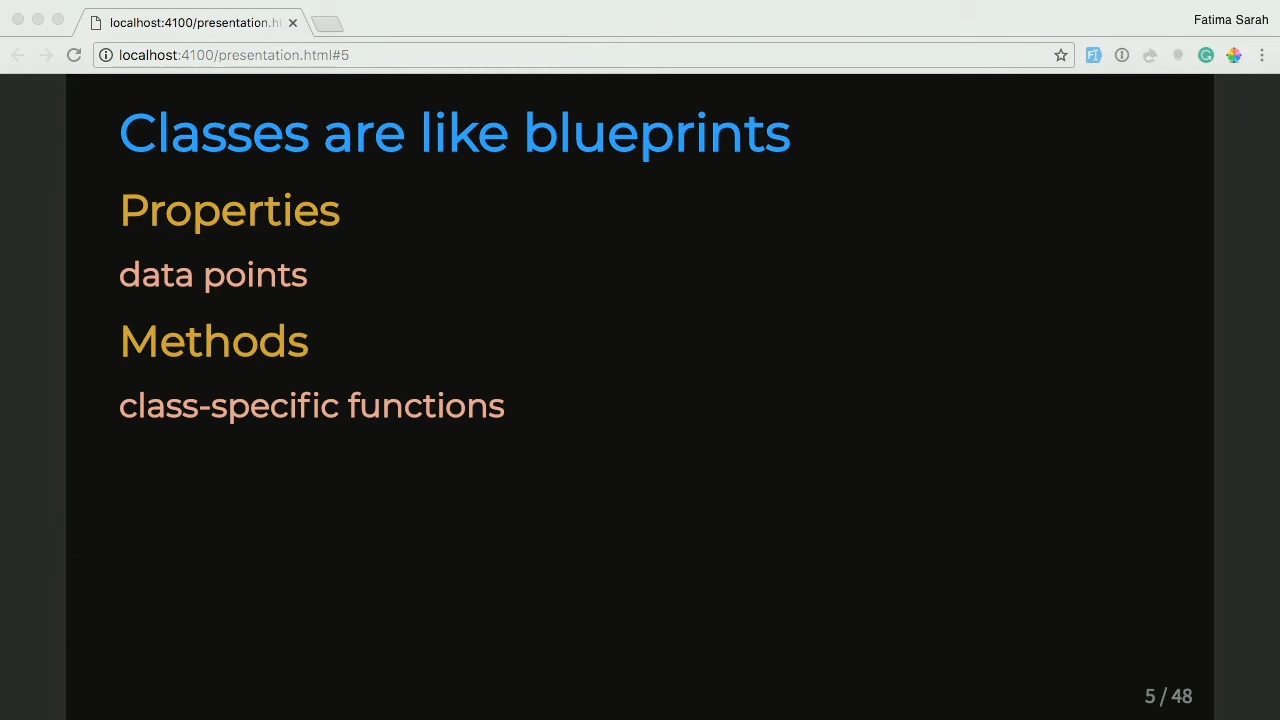 localhost:4100/presentation.ht
Fatima Sarah
localhost:4100/presentation.html#5
Classes are like blueprints
Properties
data points
Methods
class-specific functions
5 / 48